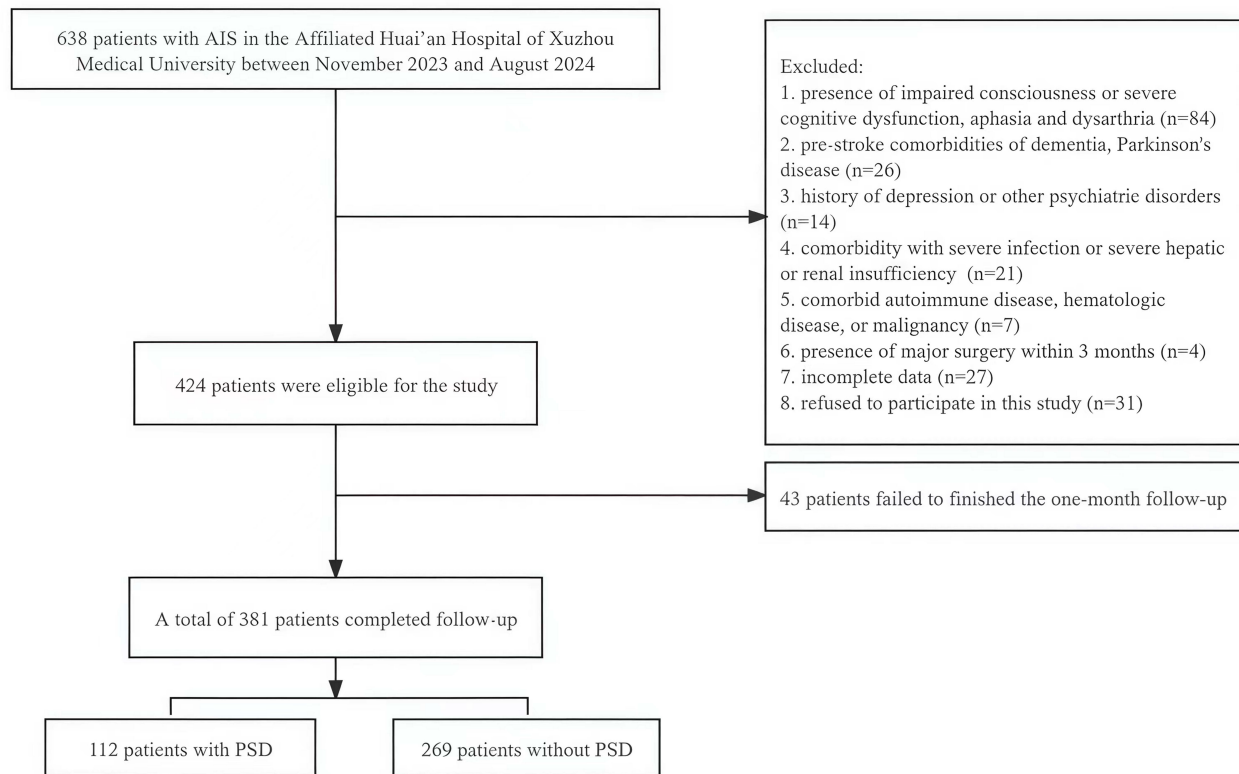 638 patients with AIS in the Affiliated Huai’an Hospital of Xuzhou
Medical University between November 2023 and August 2024
Excluded:
1. presence of impaired consciousness or severe
cognitive dysfunction, aphasia and dysarthria (n=84)
2. pre-stroke comorbidities of dementia, Parkinson's
disease (n=26)
3. history of depression or other psychiatrie disorders
(n=14)
4. comorbidity with severe infection or severe hepatic
or renal insufficiency (n=21)
5. comorbid autoimmune disease, hematologic
disease, or malignancy (n=7)
6. presence of major surgery within 3 months (n=4)
7. incomplete data (n=27)
8. refused to participate in this study (n=31)
424 patients were eligible for the study
43 patients failed to finished the one-month follow-up
A total of 381 patients completed follow-up
112 patients with PSD
269 patients without PSD